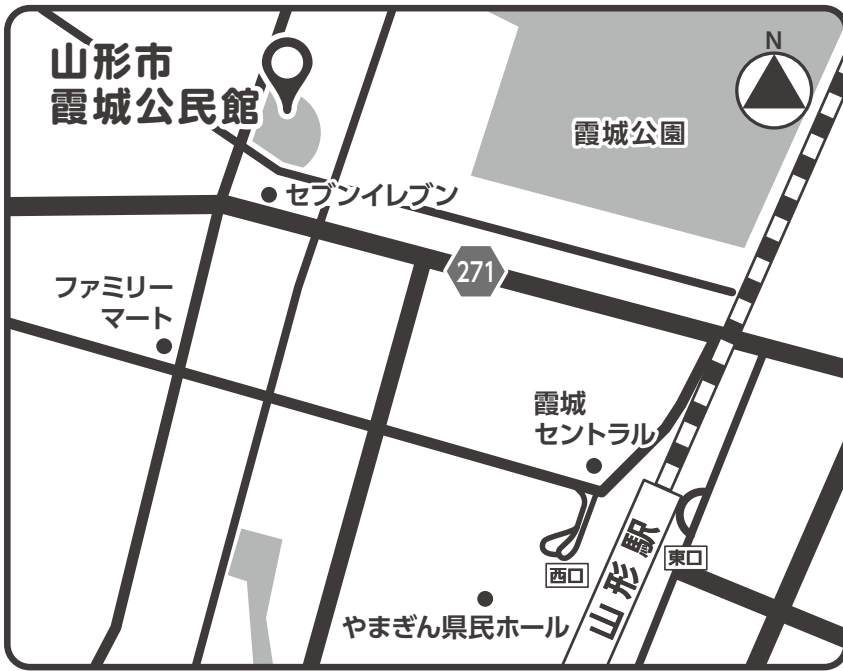 山形市
霞城公民館
N
霞城公園
セブンイレブン
271
ファミリー
マート
霞城
セントラル
山形駅
東口
西口
やまぎん県民ホール